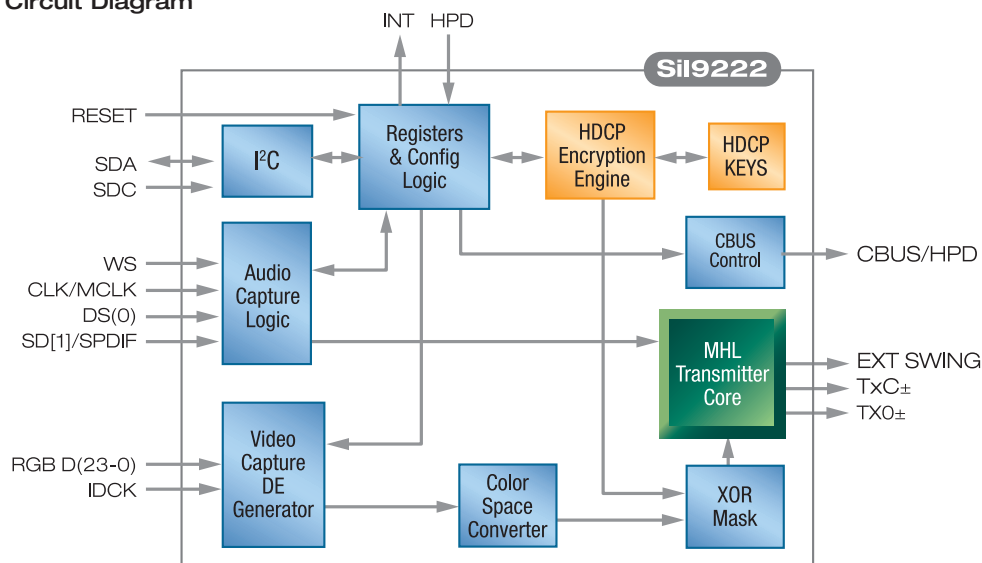 Circuit Diagram
INT HPD
SiI9222
RESET
SDA
SDC
I²C
Registers
& Config
Logic
HDCP
Encryption
Engine
HDCP
KEYS
WS
CLK/MCLK
DS(0)
SD[1]/SPDIF
Audio
Capture
Logic
CBUS
Control
CBUS/HPD
MHL
Transmitter
Core
EXT SWING
TxC±
TX0±
RGB D(23-0)
IDCK
Video
Capture
DE
Generator
Color
Space
Converter
XOR
Mask